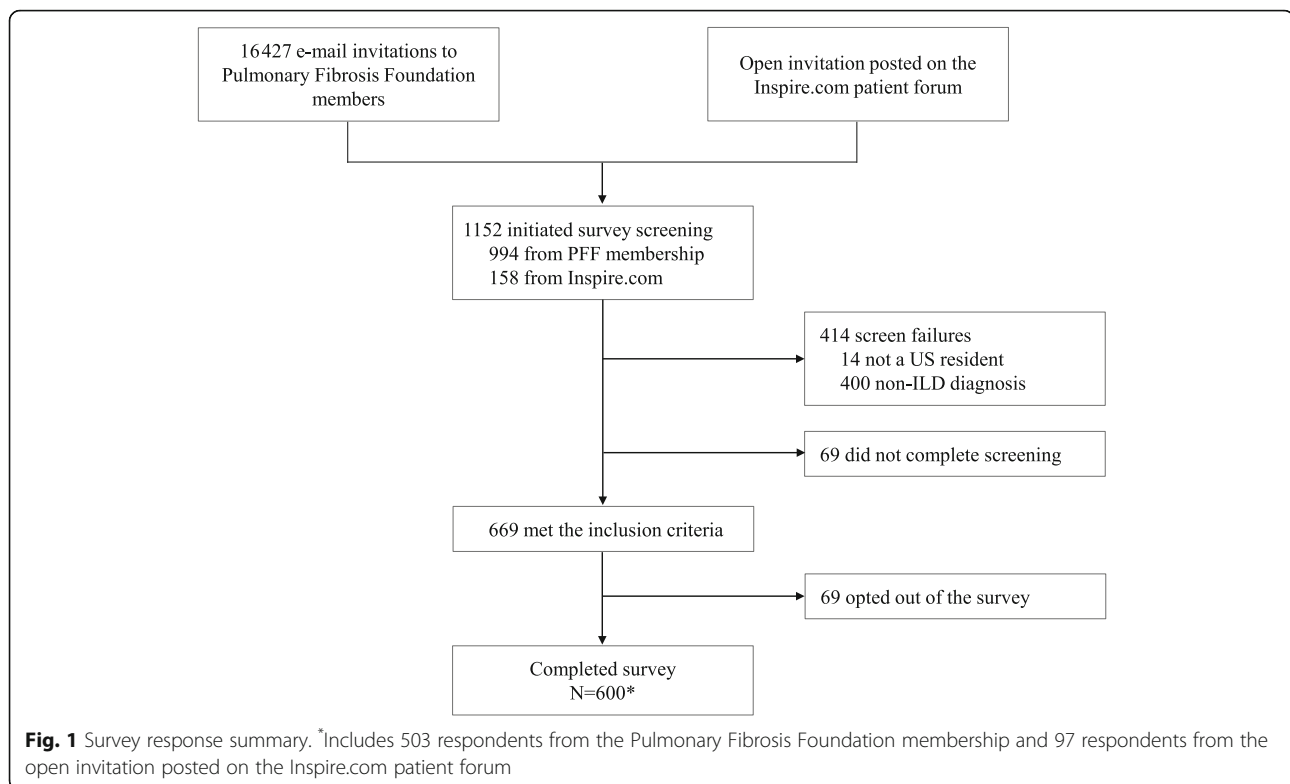 16427 e-mail invitations to
Pulmonary Fibrosis Foundation
members
Open invitation posted on the
Inspire.com patient forum
1152 initiated survey screening
994 from PFF membership
158 from Inspire.com
414 screen failures
14 not a US resident
400 non-ILD diagnosis
69 did not complete screening
669 met the inclusion criteria
69 opted out of the survey
Completed survey
N=600*
Fig. 1 Survey response summary. *Includes 503 respondents from the Pulmonary Fibrosis Foundation membership and 97 respondents from the
open invitation posted on the Inspire.com patient forum